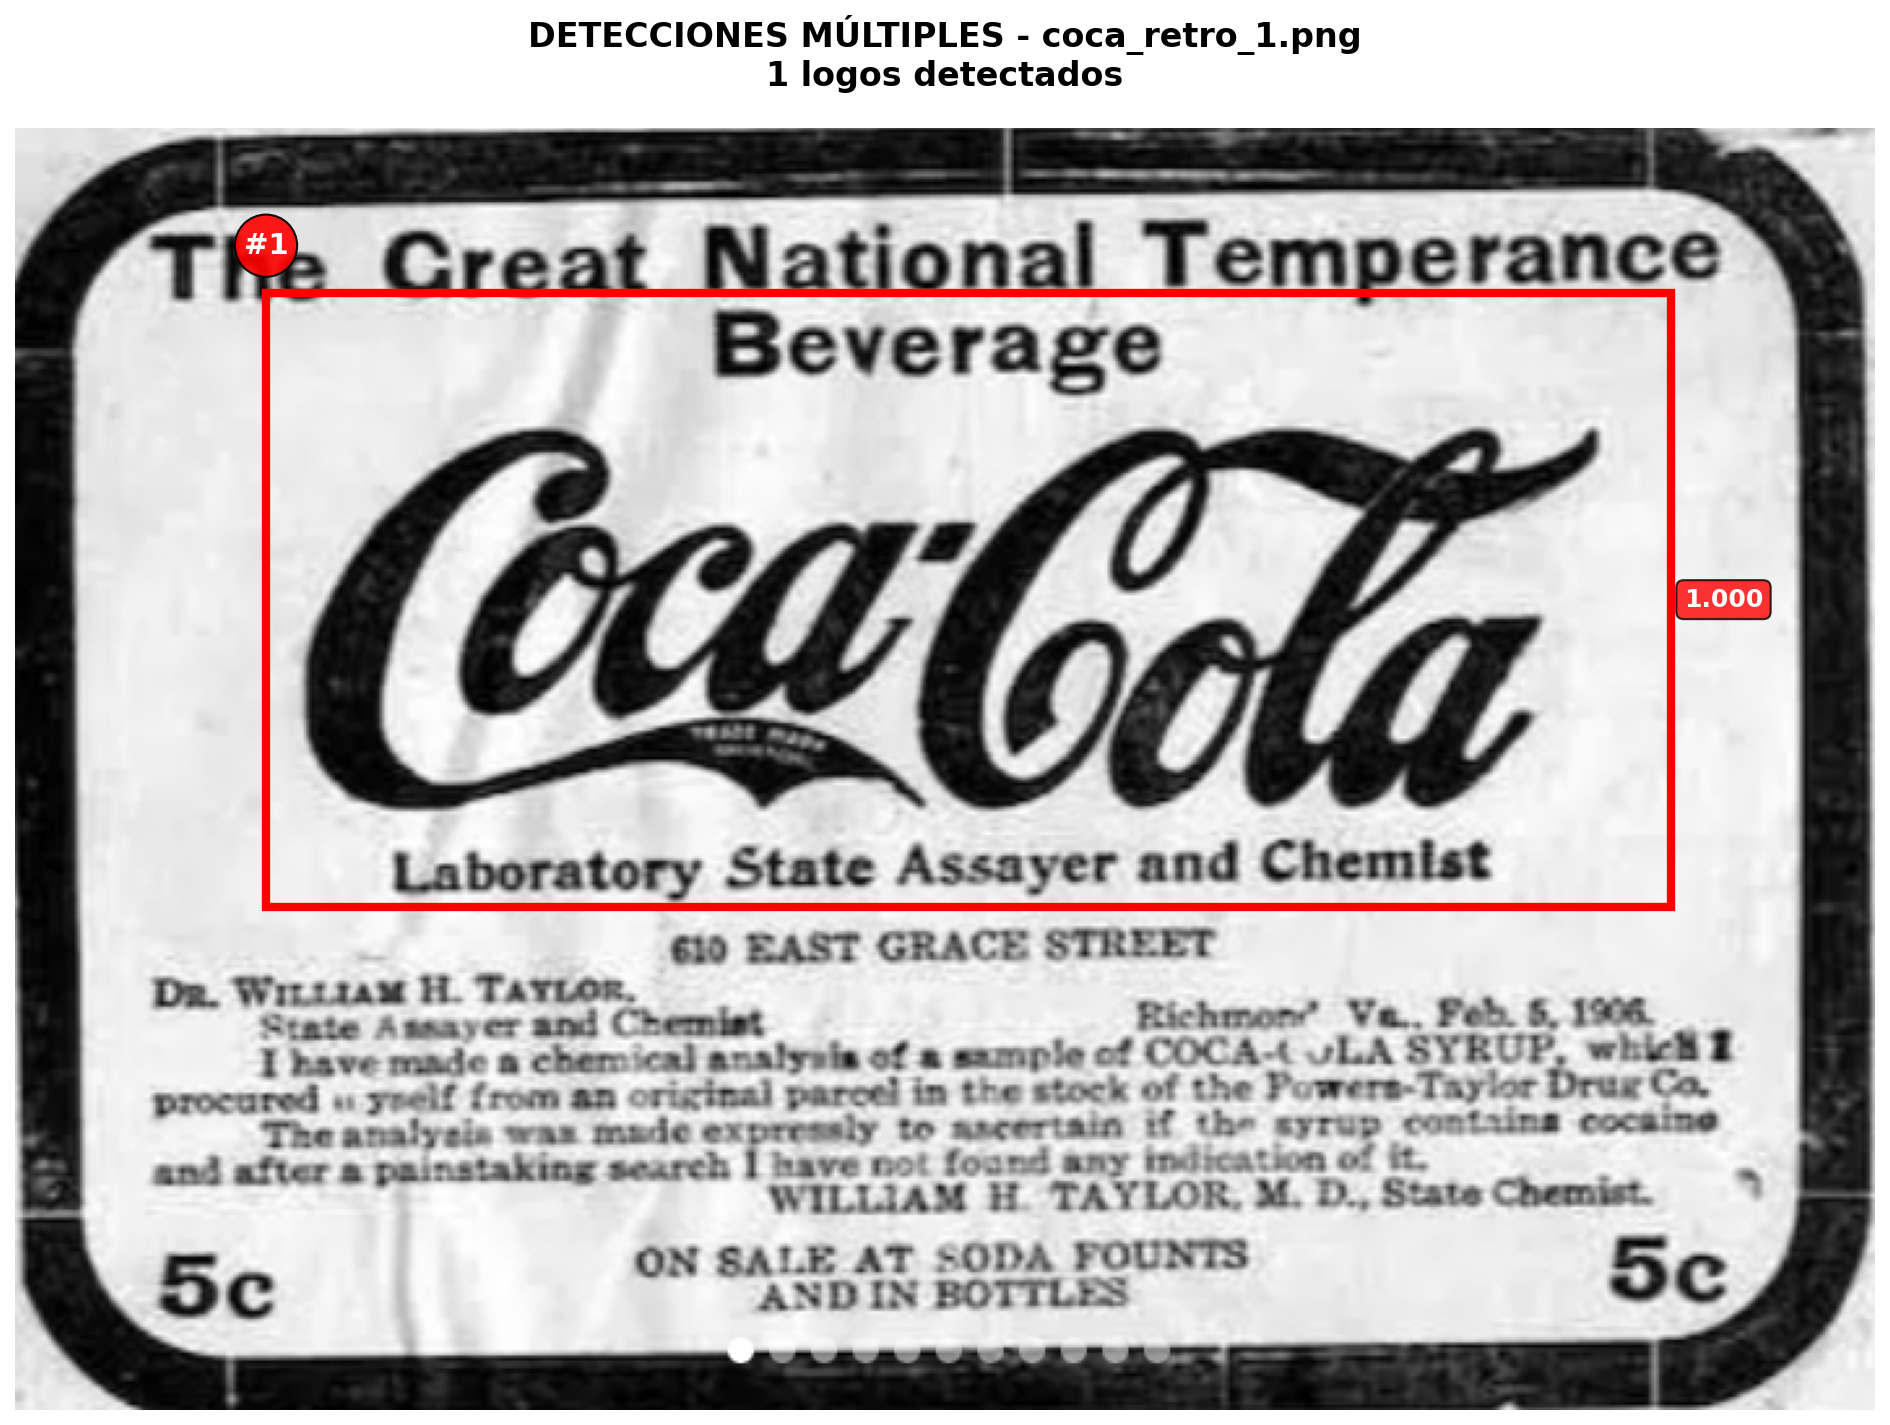 DETECCIONES MÚLTIPLES - coca_retro_1.png
1 logos detectados
#1
The Great National Temperance
Beverage
Coca-Cola
TRADE MARK
1.000
Laboratory State Assayer and Chemist
610 EAST GRACE STREET
DR. WILLIAM H. TAYLOR.
State Assayer and Chemist
Richmon Va., Feb. 5, 1906.
I have made a chemical analysis of a sample of COCA- OLA SYRUP, which I
procured yself from an original parcel in the stock of the Powers-Taylor Drug Co.
The analysis was made expressly to ascertain if the syrup contains cocaine
and after a painstaking search I have not found any indication of it.
WILLIAM H. TAYLOR, M. D., State Chemist.
5c
ON SALE AT SODA FOUNTS
AND IN BOTTLES
5c